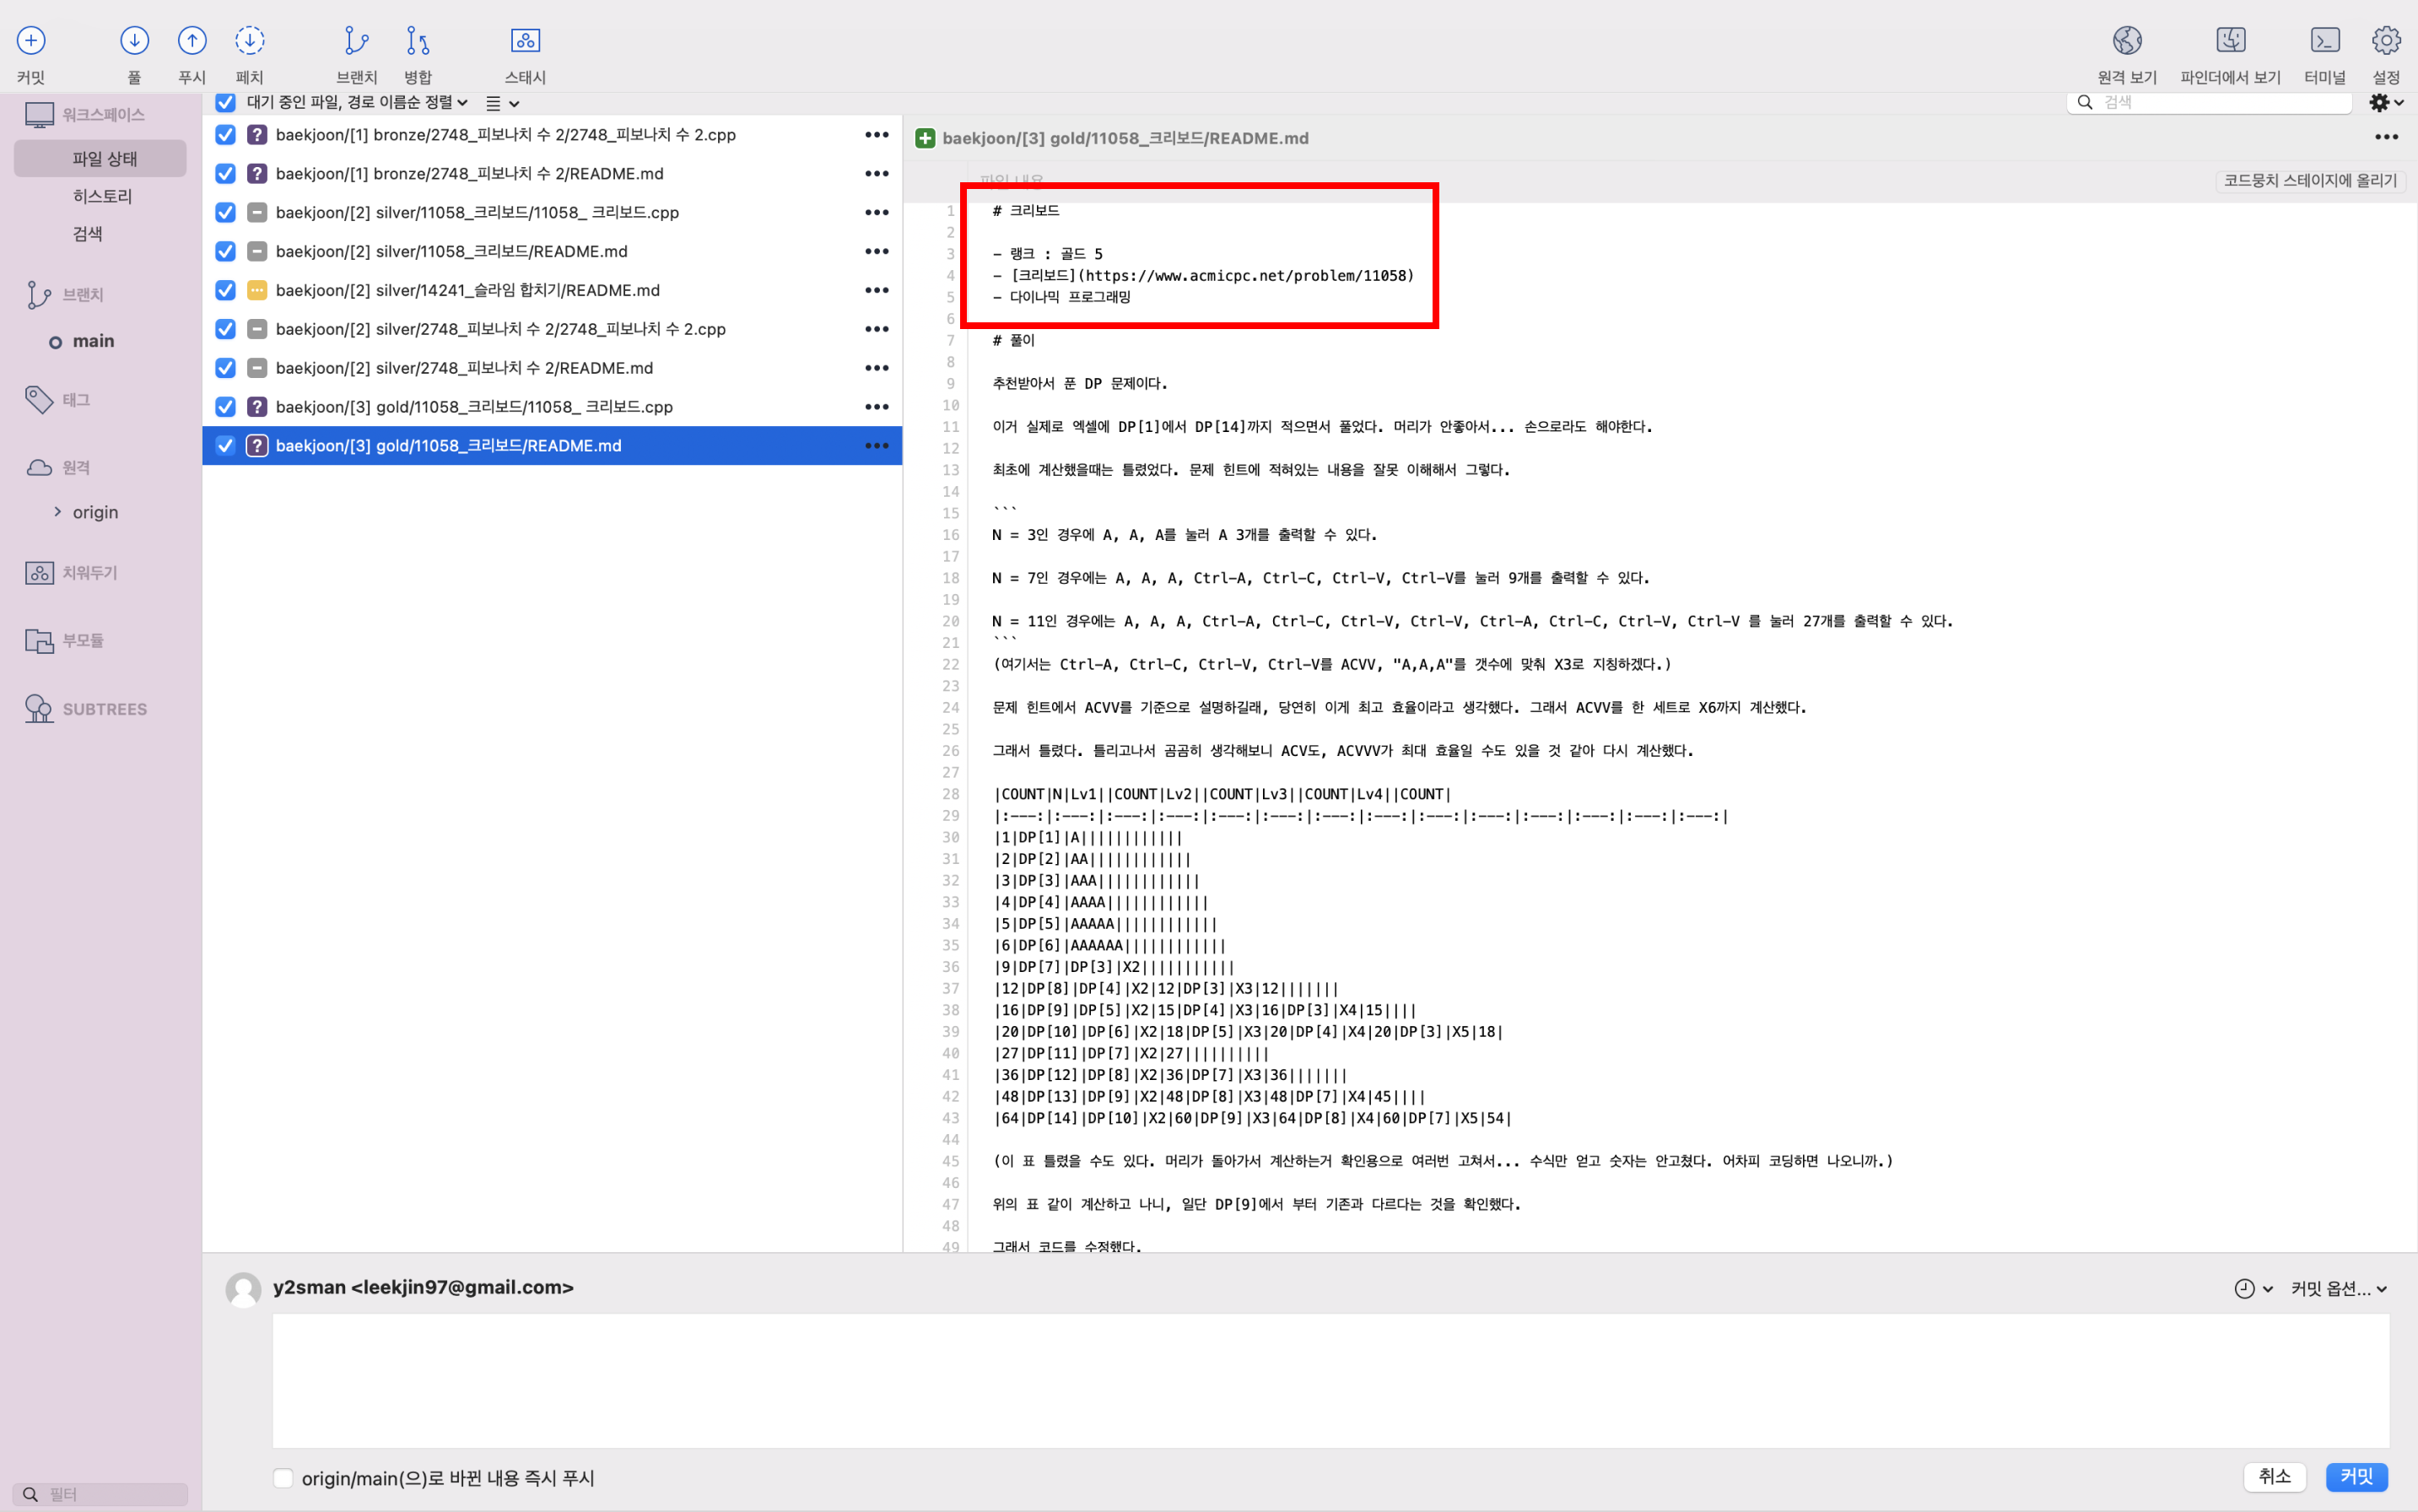 커밋
풀
푸시
페치
브랜치
병합
스태시
원격 보기
파인더에서 보기
터미널
설정
워크스페이스
파일 상태
히스토리
검색
브랜치
main
태그
원격
origin
치워두기
부모듈
SUBTREES
필터
대기 중인 파일, 경로 이름순 정렬
검색
baekjoon/[1] bronze/2748_피보나치 수 2/2748_피보나치 수 2.cpp
baekjoon/[1] bronze/2748_피보나치 수 2/README.md
baekjoon/[2] silver/11058_크리보드/11058_ 크리보드.cpp
baekjoon/[2] silver/11058_크리보드/README.md
baekjoon/[2] silver/14241_슬라임 합치기/README.md
baekjoon/[2] silver/2748_피보나치 수 2/2748_피보나치 수 2.cpp
baekjoon/[2] silver/2748_피보나치 수 2/README.md
baekjoon/[3] gold/11058_크리보드/11058_ 크리보드.cpp
baekjoon/[3] gold/11058_크리보드/README.md
baekjoon/[3] gold/11058_크리보드/README.md
파일 내용
코드뭉치 스테이지에 올리기
1 # 크리보드
2
3 - 랭크 : 골드 5
4 - [크리보드](https://www.acmicpc.net/problem/11058)
5 - 다이나믹 프로그래밍
6
7 # 풀이
8
9 추천받아서 푼 DP 문제이다.
10
11 이거 실제로 엑셀에 DP[1]에서 DP[14]까지 적으면서 풀었다. 머리가 안좋아서... 손으로라도 해야한다.
12
13 최초에 계산했을때는 틀렸었다. 문제 힌트에 적혀있는 내용을 잘못 이해해서 그렇다.
14
15 ```
16 N = 3인 경우에 A, A, A를 눌러 A 3개를 출력할 수 있다.
17
18 N = 7인 경우에는 A, A, A, Ctrl-A, Ctrl-C, Ctrl-V, Ctrl-V를 눌러 9개를 출력할 수 있다.
19
20 N = 11인 경우에는 A, A, A, Ctrl-A, Ctrl-C, Ctrl-V, Ctrl-V, Ctrl-A, Ctrl-C, Ctrl-V, Ctrl-V 를 눌러 27개를 출력할 수 있다.
21 ```
22 (여기서는 Ctrl-A, Ctrl-C, Ctrl-V, Ctrl-V를 ACVV, "A,A,A"를 갯수에 맞춰 X3로 지칭하겠다.)
23
24 문제 힌트에서 ACVV를 기준으로 설명하길래, 당연히 이게 최고 효율이라고 생각했다. 그래서 ACVV를 한 세트로 X6까지 계산했다.
25
26 그래서 틀렸다. 틀리고나서 곰곰히 생각해보니 ACV도, ACVVV가 최대 효율일 수도 있을 것 같아 다시 계산했다.
27
28 |COUNT|N|Lv1||COUNT|Lv2||COUNT|Lv3||COUNT|Lv4||COUNT|
29 |:---:|:---:|:---:|:---:|:---:|:---:|:---:|:---:|:---:|:---:|:---:|:---:|:---:|:---:|
30 |1|DP[1]|A||||||||||||
31 |2|DP[2]|AA||||||||||||
32 |3|DP[3]|AAA||||||||||||
33 |4|DP[4]|AAAA||||||||||||
34 |5|DP[5]|AAAAA||||||||||||
35 |6|DP[6]|AAAAAA||||||||||||
36 |9|DP[7]|DP[3]|X2|||||||||||
37 |12|DP[8]|DP[4]|X2|12|DP[3]|X3|12|||||||
38 |16|DP[9]|DP[5]|X2|15|DP[4]|X3|16|DP[3]|X4|15||||
39 |20|DP[10]|DP[6]|X2|18|DP[5]|X3|20|DP[4]|X4|20|DP[3]|X5|18|
40 |27|DP[11]|DP[7]|X2|27||||||||||
41 |36|DP[12]|DP[8]|X2|36|DP[7]|X3|36|||||||
42 |48|DP[13]|DP[9]|X2|48|DP[8]|X3|48|DP[7]|X4|45||||
43 |64|DP[14]|DP[10]|X2|60|DP[9]|X3|64|DP[8]|X4|60|DP[7]|X5|54|
44
45 (이 표 틀렸을 수도 있다. 머리가 돌아가서 계산하는거 확인용으로 여러번 고쳐서... 수식만 얻고 숫자는 안고쳤다. 어차피 코딩하면 나오니까.)
46
47 위의 표 같이 계산하고 나니, 일단 DP[9]에서 부터 기존과 다르다는 것을 확인했다.
48
49 그래서 코드를 수정했다.
y2sman <leekjin97@gmail.com>
커밋 옵션...
origin/main(으)로 바뀐 내용 즉시 푸시
취소
커밋